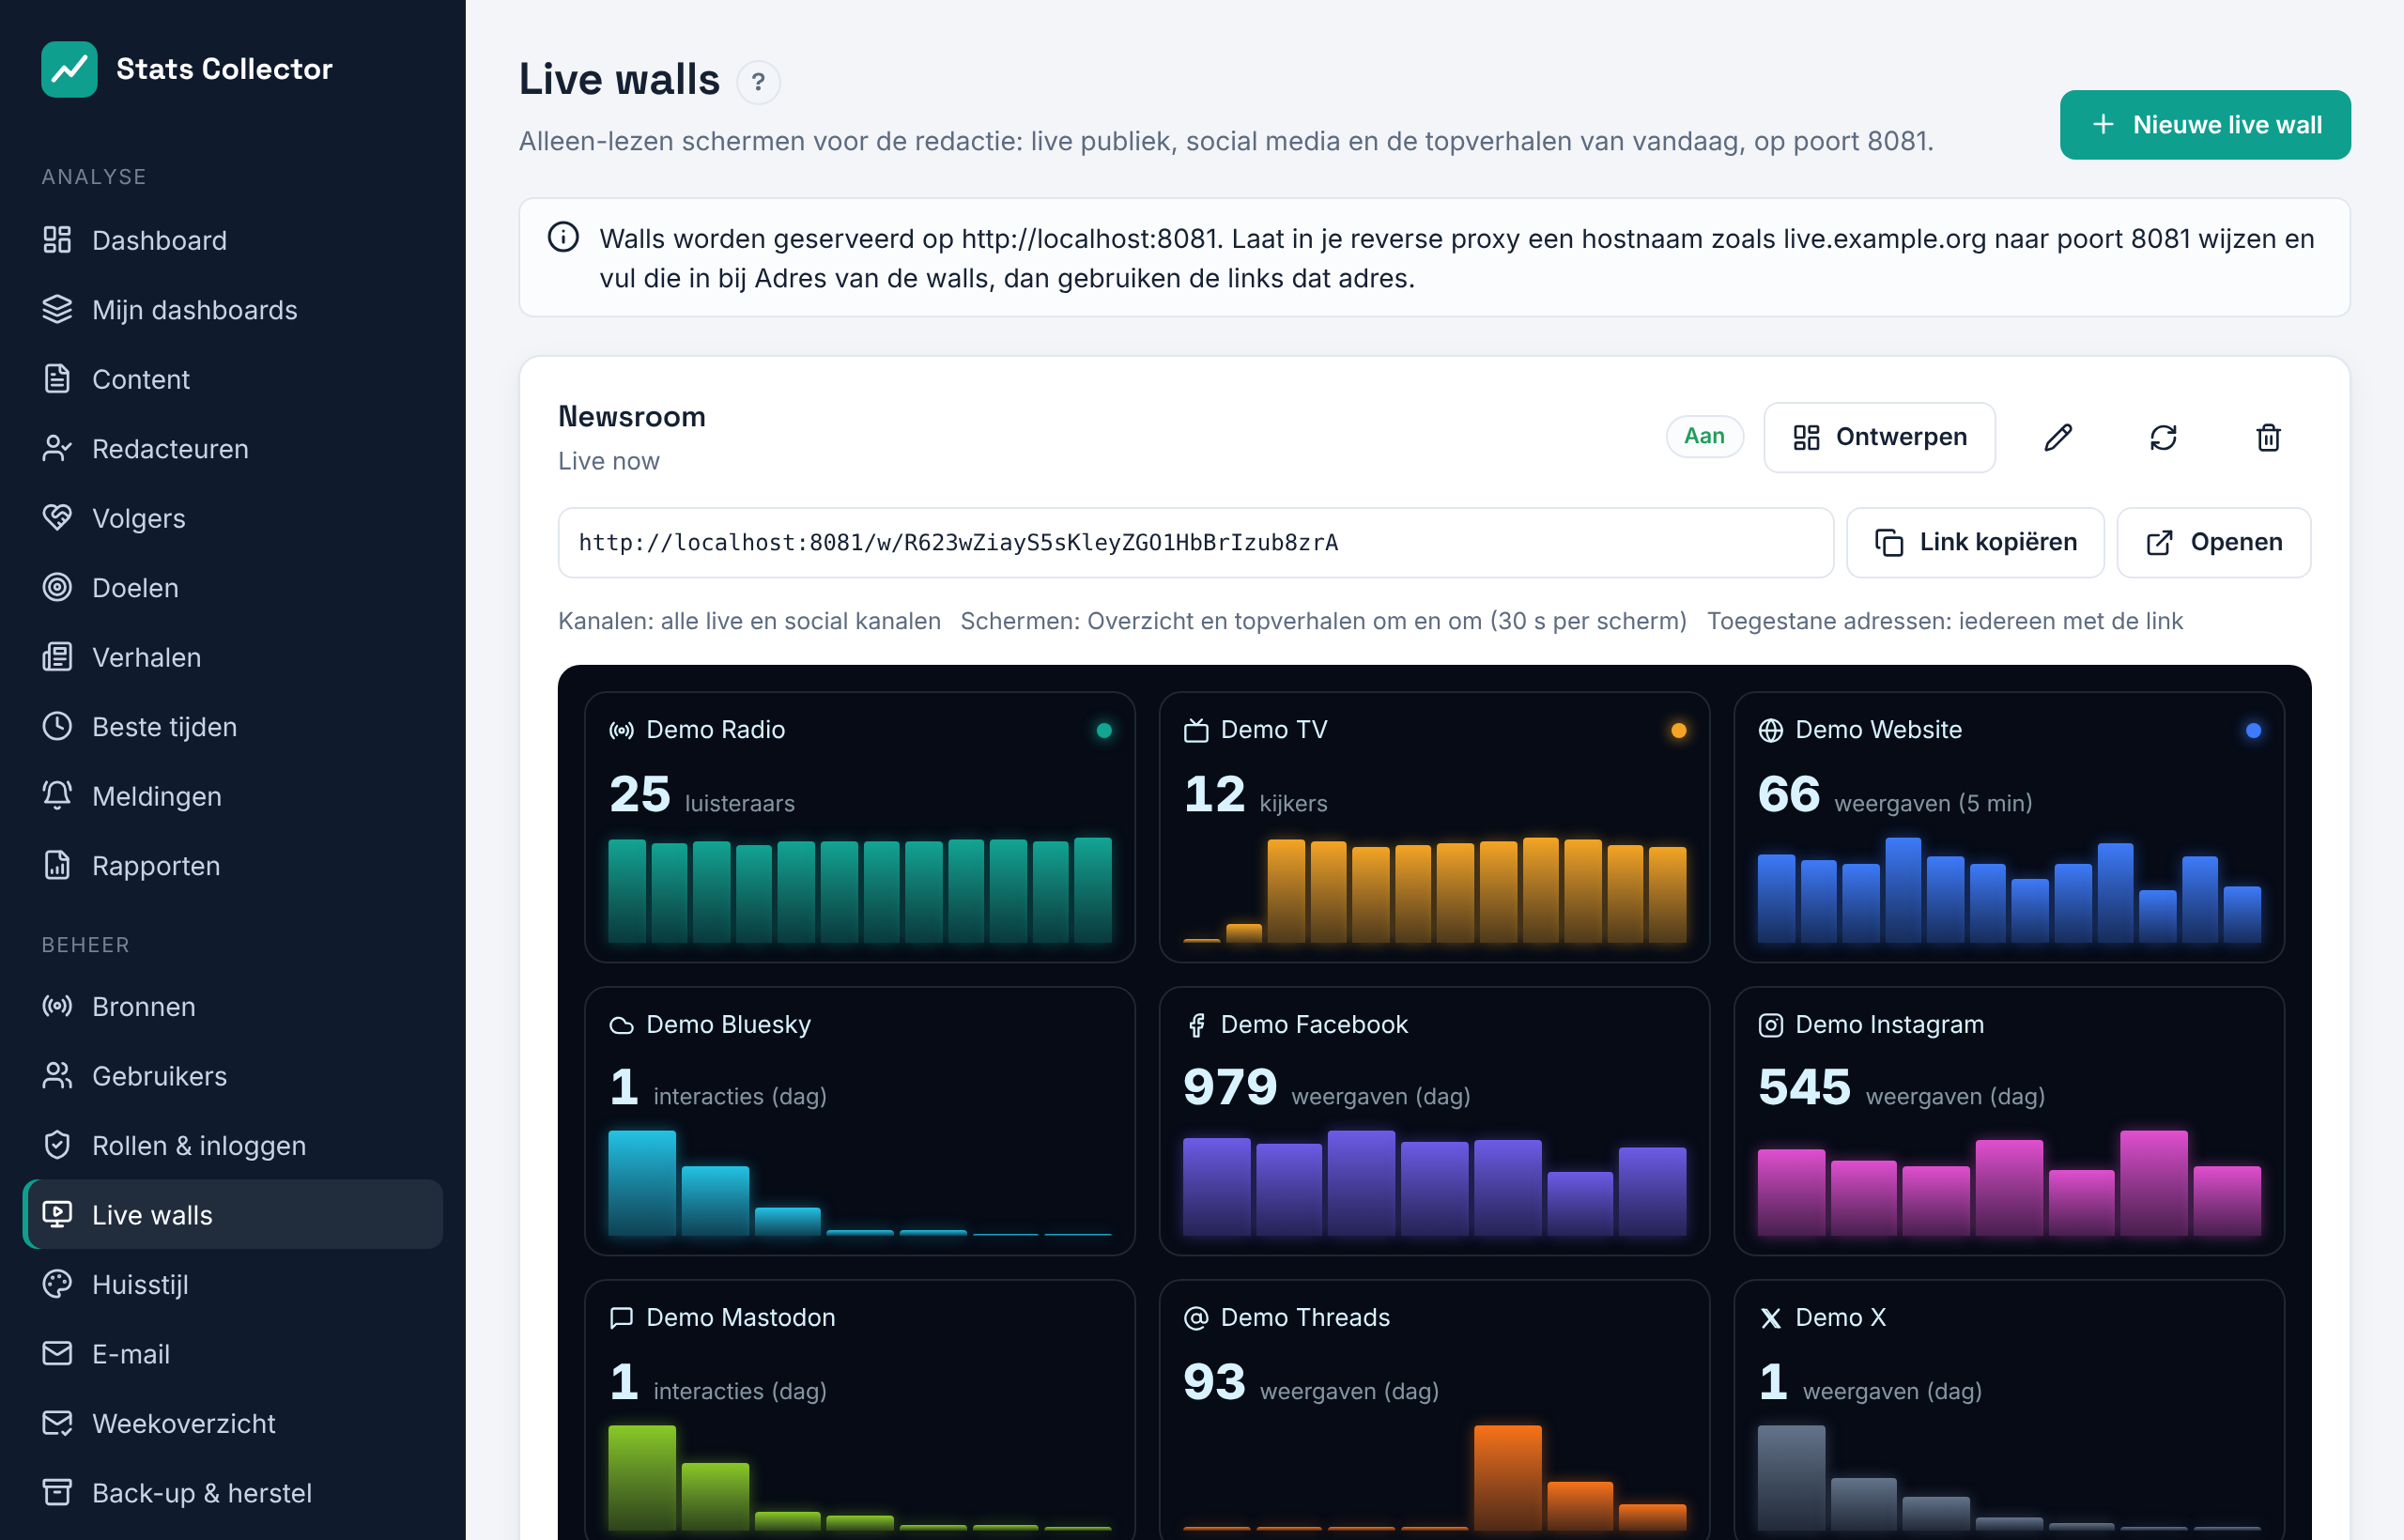 Stats Collector
ANALYSE
Dashboard
Mijn dashboards
Content
Redacteuren
Volgers
Doelen
Verhalen
Beste tijden
Meldingen
Rapporten
BEHEER
Bronnen
Gebruikers
Rollen & inloggen
Live walls
Huisstijl
E-mail
Weekoverzicht
Back-up & herstel
Live walls ?
Alleen-lezen schermen voor de redactie: live publiek, social media en de topverhalen van vandaag, op poort 8081.
Nieuwe live wall
Walls worden geserveerd op http://localhost:8081. Laat in je reverse proxy een hostnaam zoals live.example.org naar poort 8081 wijzen en
vul die in bij Adres van de walls, dan gebruiken de links dat adres.
Newsroom
Live now
Aan
Ontwerpen
http://localhost:8081/w/R623wZiayS5sKleyZGO1HbBrIzub8zrA
Link kopiëren
Openen
Kanalen: alle live en social kanalen Schermen: Overzicht en topverhalen om en om (30 s per scherm) Toegestane adressen: iedereen met de link
Demo Radio
25 luisteraars
Demo TV
12 kijkers
Demo Website
66 weergaven (5 min)
Demo Bluesky
1 interacties (dag)
Demo Facebook
979 weergaven (dag)
Demo Instagram
545 weergaven (dag)
Demo Mastodon
1 interacties (dag)
Demo Threads
93 weergaven (dag)
Demo X
1 weergaven (dag)